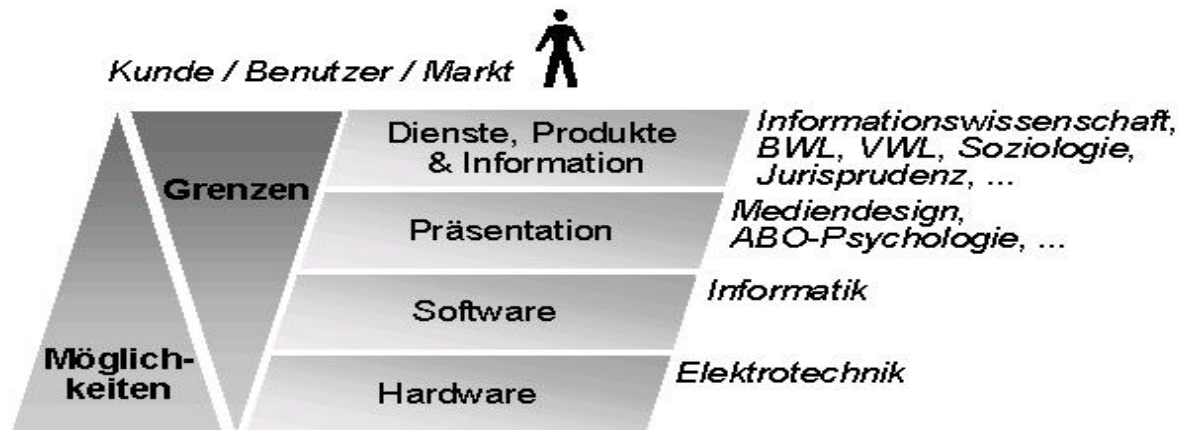 Kunde / Benutzer / Markt
Dienste, Produkte
& Information
Informationswissenschaft,
BWL, VWL, Soziologie,
Jurisprudenz, ...
Grenzen
Präsentation
Mediendesign,
ABO-Psychologie, ...
Software
Informatik
Möglich-
keiten
Hardware
Elektrotechnik